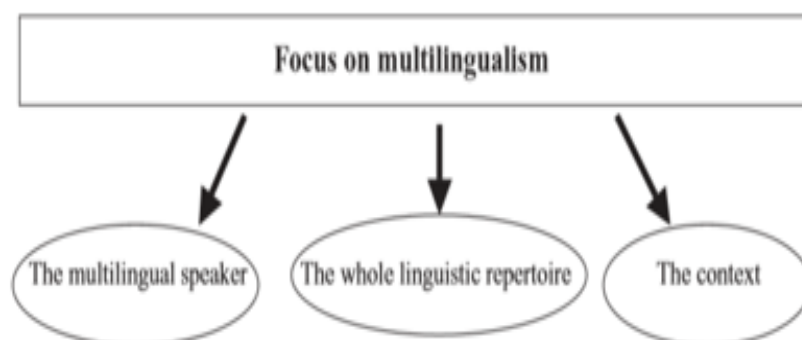 Focus on multilingualism
The multilingual speaker
The whole linguistic repertoire
The context